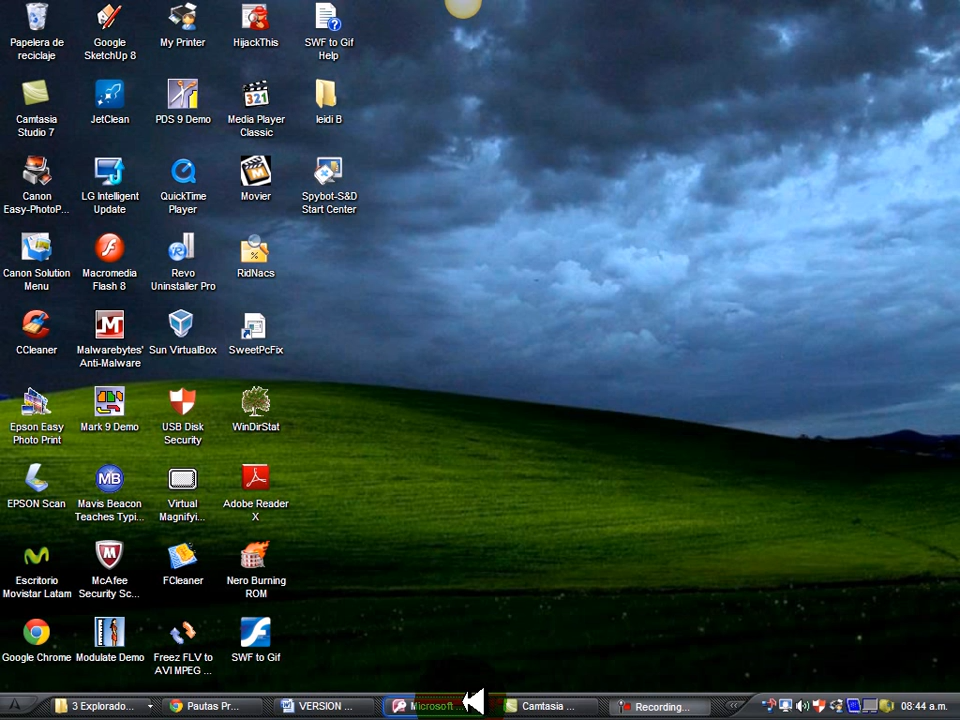 Papelera de
reciclaje
Google
SketchUp 8
My Printer
HijackThis
SWF to Gif
Help
Camtasia
Studio 7
JetClean
PDS 9 Demo
Media Player
Classic
leidi B
Canon
Easy-PhotoP...
LG Intelligent
Update
QuickTime
Player
Movier
Spybot-S&D
Start Center
Canon Solution
Menu
Macromedia
Flash 8
Revo
Uninstaller Pro
RidNacs
CCleaner
Malwarebytes'
Anti-Malware
Sun VirtualBox
SweetPcFix
Epson Easy
Photo Print
Mark 9 Demo
USB Disk
Security
WinDirStat
EPSON Scan
Mavis Beacon
Teaches Typi...
Virtual
Magnifyi...
Adobe Reader
X
Escritorio
Movistar Latam
McAfee
Security Sc...
FCleaner
Nero Burning
ROM
Google Chrome
Modulate Demo
Freez FLV to
AVI MPEG ...
SWF to Gif
3 Explorado...
Pautas Pr...
VERSION ...
Microsoft
Camtasia ...
Recording...
08:44 a.m.